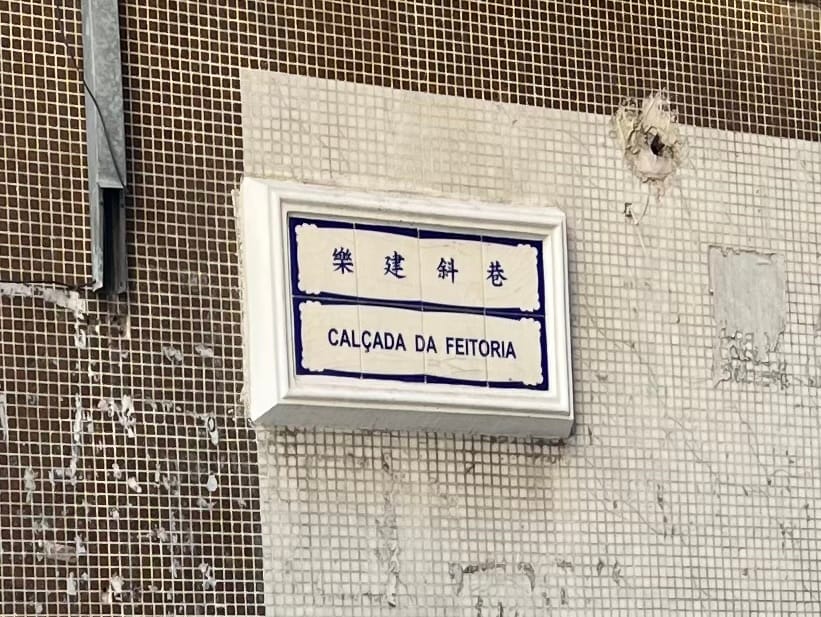 樂建斜巷
CALÇADA DA FEITORIA